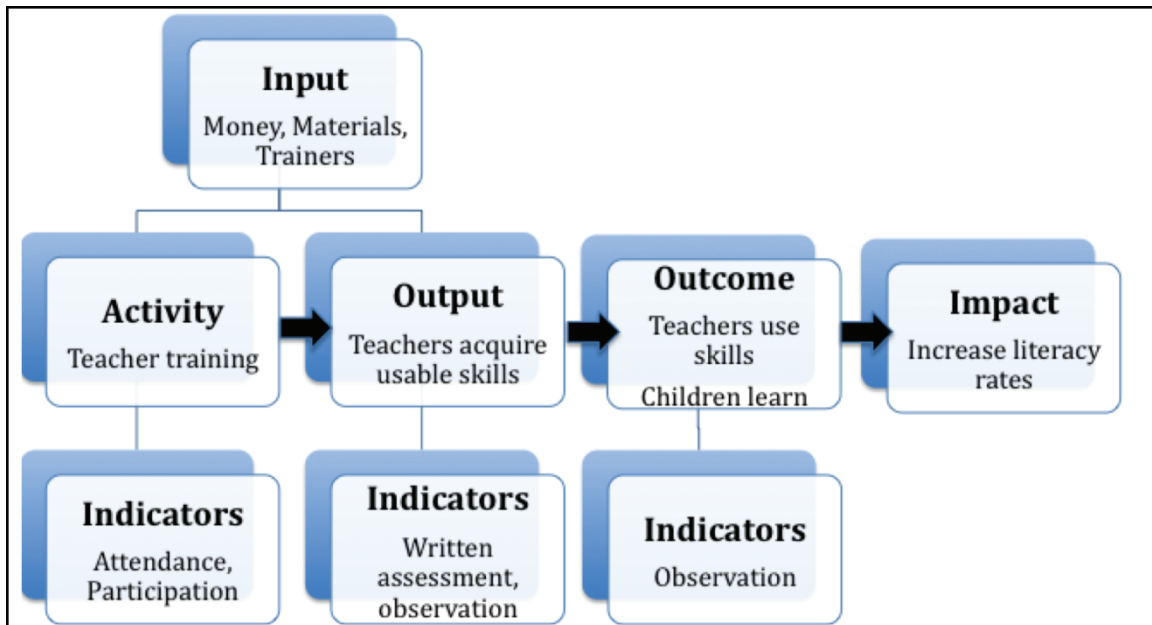 Input
Money, Materials,
Trainers
Activity
Teacher training
Output
Teachers acquire
usable skills
Outcome
Teachers use
skills
Children learn
Impact
Increase literacy
rates
Indicators
Attendance,
Participation
Indicators
Written
assessment,
observation
Indicators
Observation